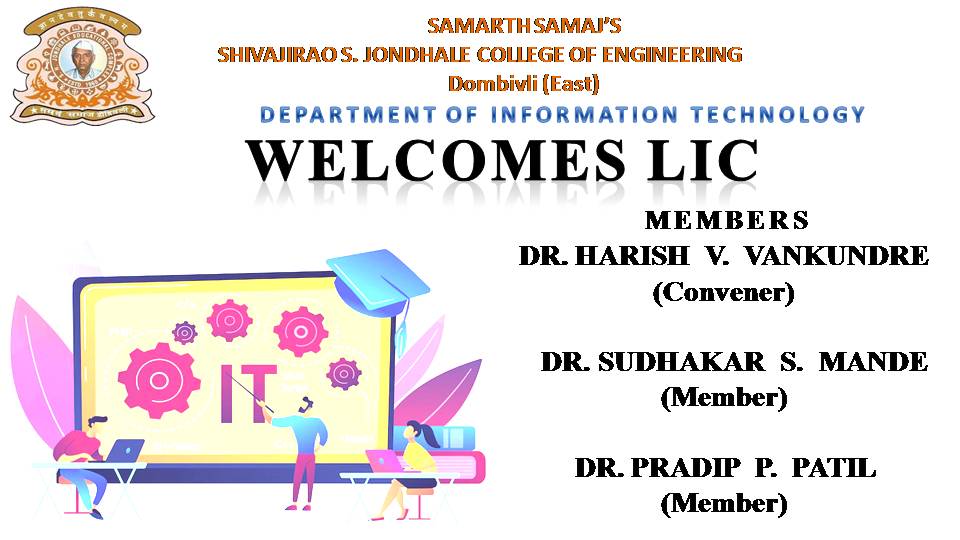 SAMARTH SAMAJ'S
SHIVAJIRAO S. JONDHALE COLLEGE OF ENGINEERING
Dombivli (East)
DEPARTMENT OF INFORMATION TECHNOLOGY
WELCOMES LIC
MEMBERS
DR. HARISH V. VANKUNDRE
(Convener)
DR. SUDHAKAR S. MANDE
(Member)
DR. PRADIP P. PATIL
(Member)
IT